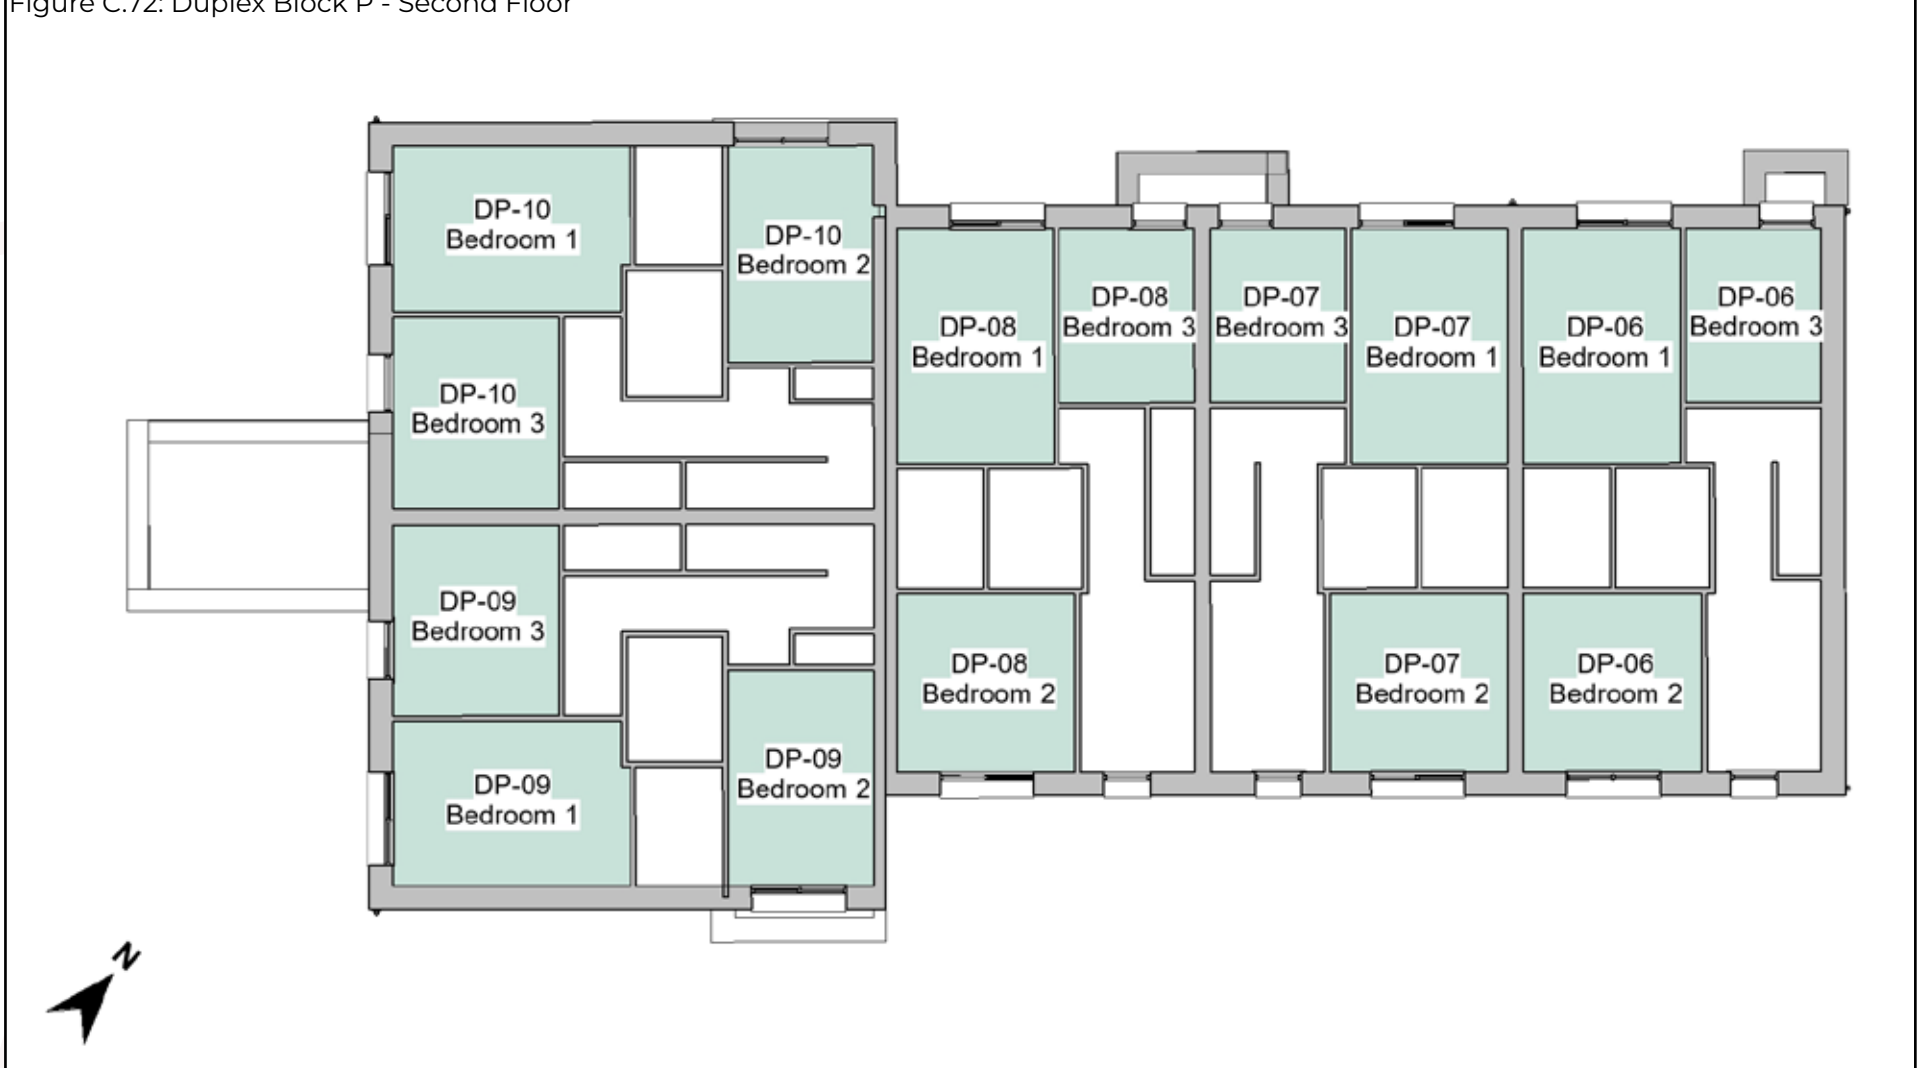 Figure C.72: Duplex Block P - Second Floor
DP-10
Bedroom 1
DP-10
Bedroom 2
DP-10
Bedroom 3
DP-09
Bedroom 3
DP-09
Bedroom 1
DP-09
Bedroom 2
DP-08
Bedroom 1
DP-08
Bedroom 3
DP-08
Bedroom 2
DP-07
Bedroom 3
DP-07
Bedroom 1
DP-07
Bedroom 2
DP-06
Bedroom 1
DP-06
Bedroom 3
DP-06
Bedroom 2
N